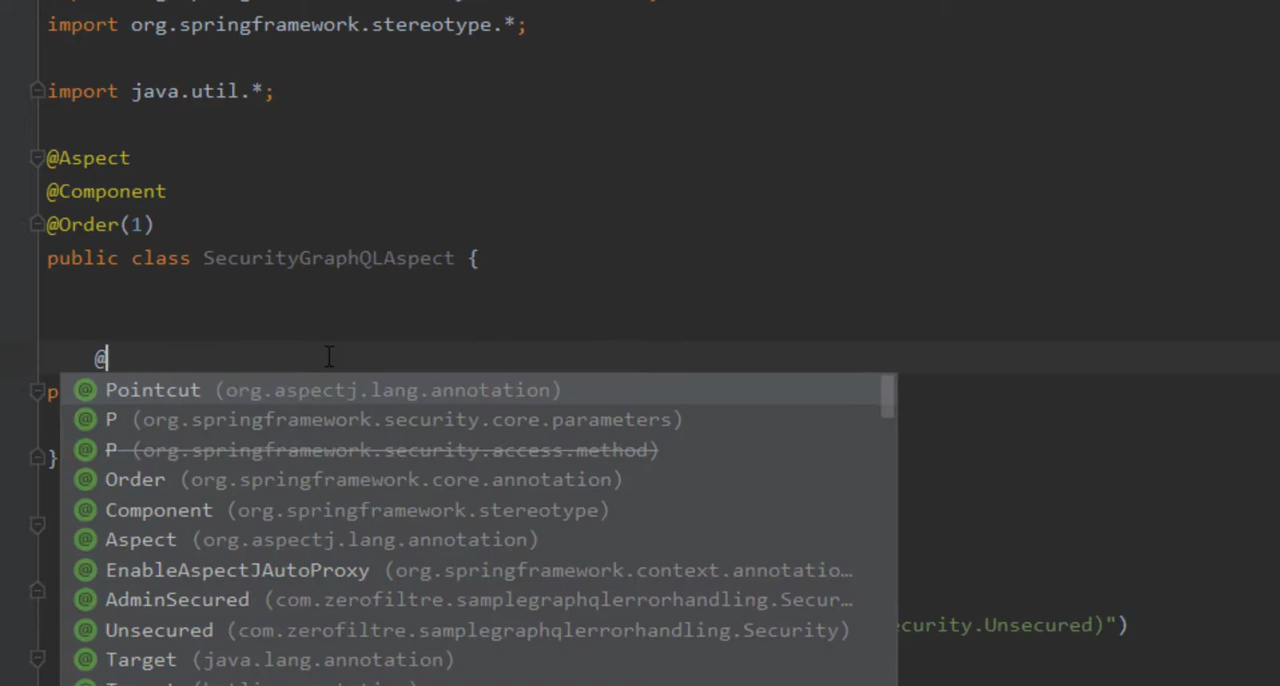 import org.springframework.stereotype.*;
import java.util.*;
@Aspect
@Component
@Order(1)
public class SecurityGraphQLAspect {
@
p
Pointcut (org.aspectj.lang.annotation)
P (org.springframework.security.core.parameters)
P (org.springframework.security.access.method)
}
Order (org.springframework.core.annotation)
Component (org.springframework.stereotype)
Aspect (org.aspectj.lang.annotation)
EnableAspectJAutoProxy (org.springframework.context.annotatio…
AdminSecured (com.zerofiltre.samplegraphqlerrorhandling.Secur…
Unsecured (com.zerofiltre.samplegraphqlerrorhandling.Security)
ecurity.Unsecured)")
Target (java.lang.annotation)